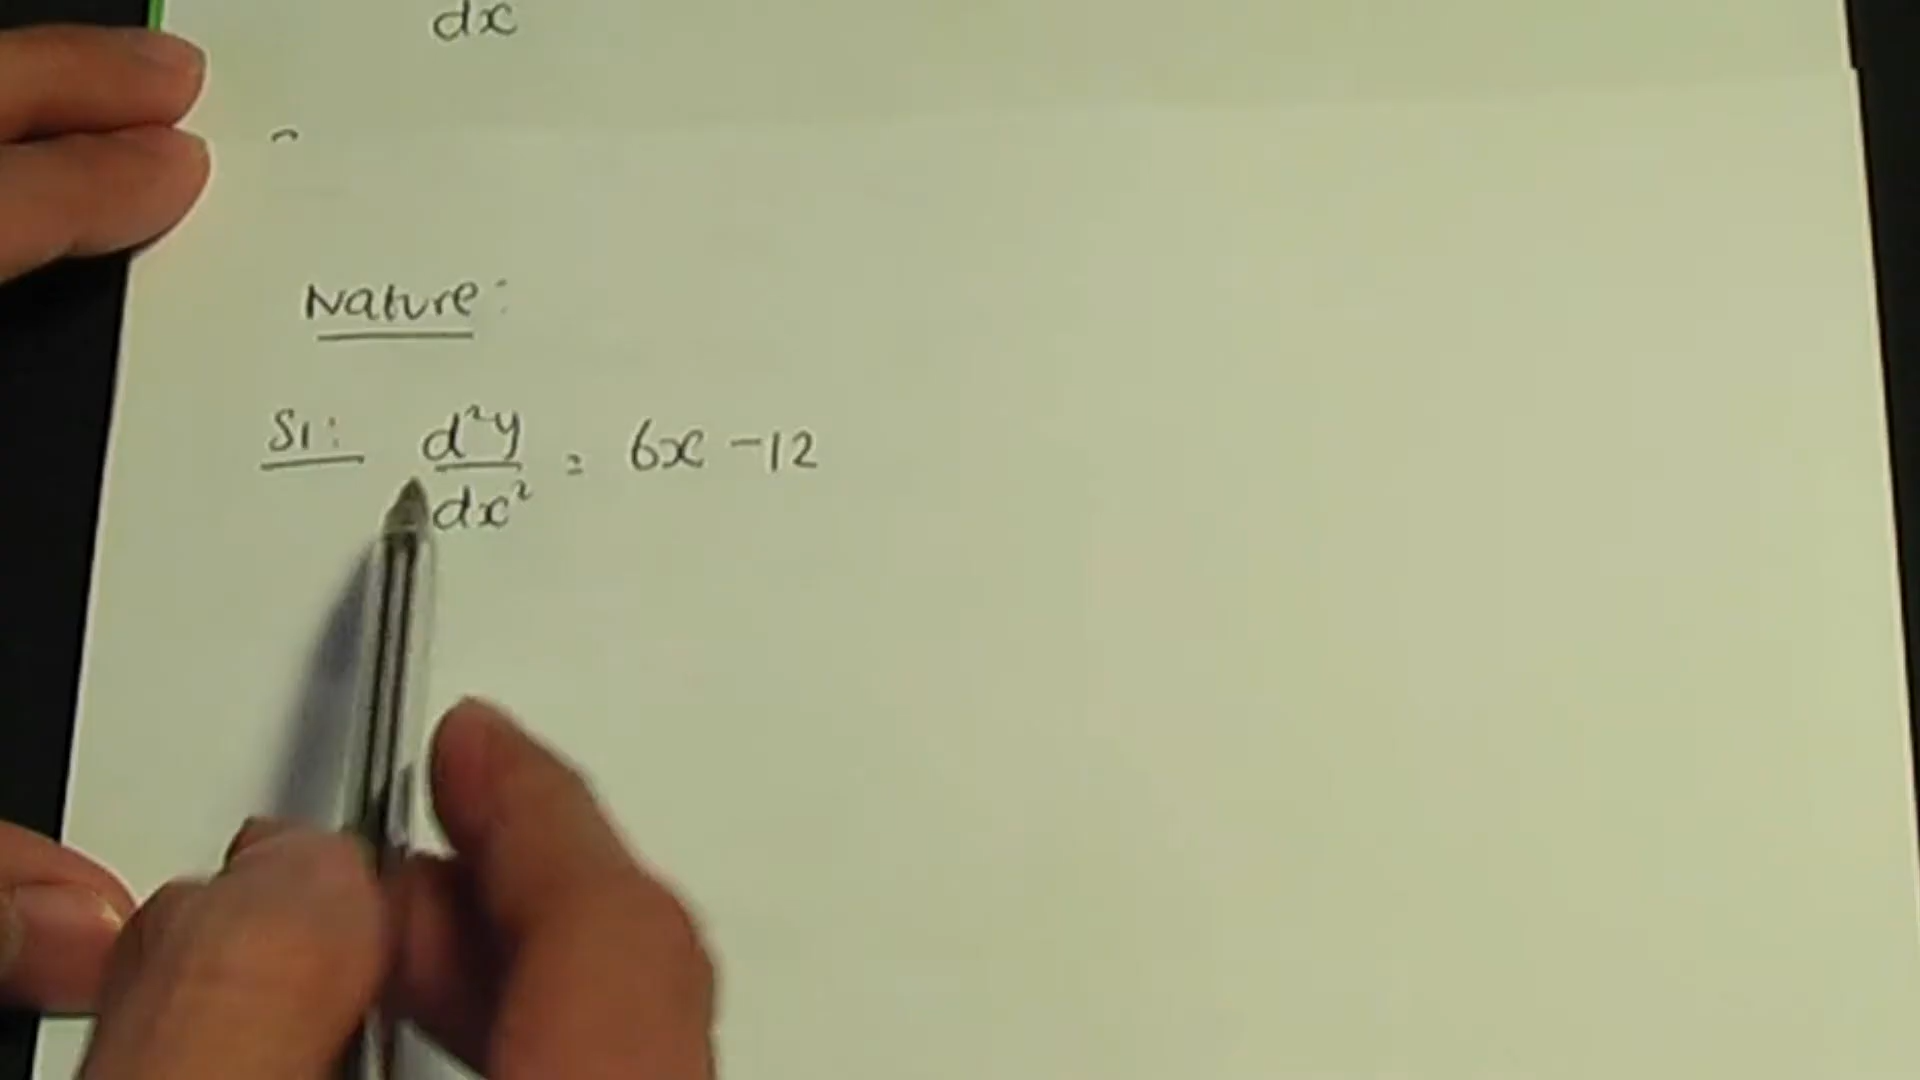 dx
Nature:
S1: d²y/dx² = 6x - 12